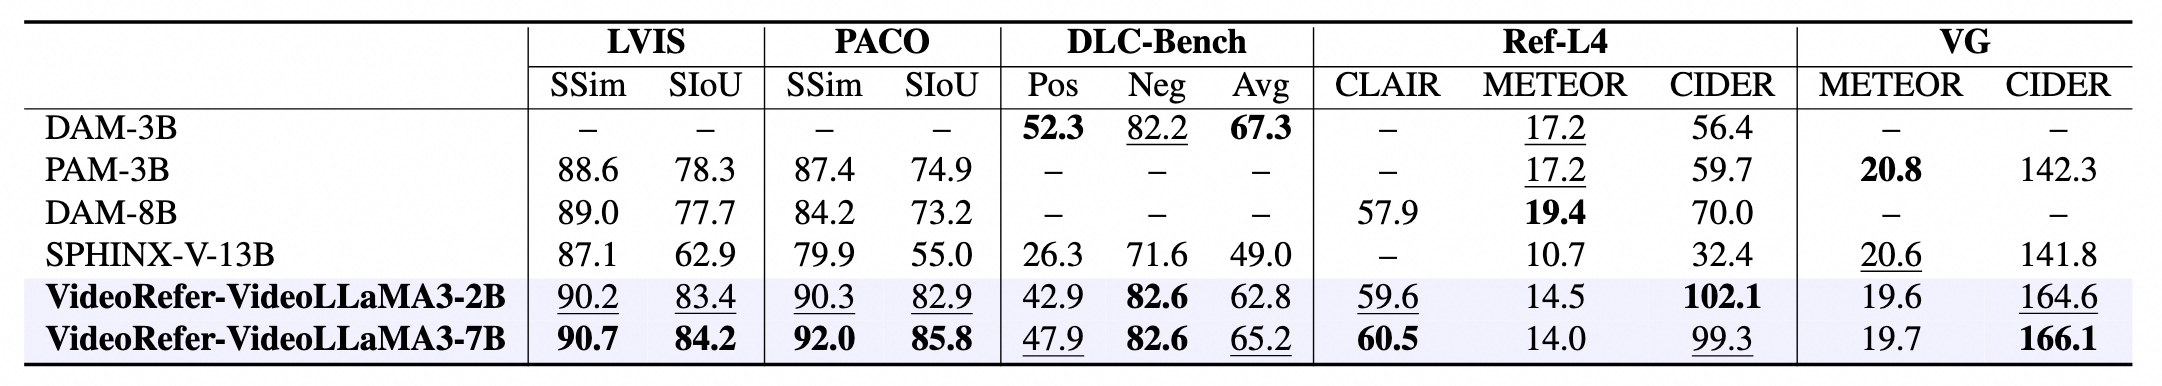 LVIS PACO DLC-Bench Ref-L4 VG
SSim SIoU SSim SIoU Pos Neg Avg CLAIR METEOR CIDER METEOR CIDER
DAM-3B – – – – 52.3 82.2 67.3 – 17.2 56.4 – –
PAM-3B 88.6 78.3 87.4 74.9 – – – – 17.2 59.7 20.8 142.3
DAM-8B 89.0 77.7 84.2 73.2 – – – 57.9 19.4 70.0 – –
SPHINX-V-13B 87.1 62.9 79.9 55.0 26.3 71.6 49.0 – 10.7 32.4 20.6 141.8
VideoRefer-VideoLLaMA3-2B 90.2 83.4 90.3 82.9 42.9 82.6 62.8 59.6 14.5 102.1 19.6 164.6
VideoRefer-VideoLLaMA3-7B 90.7 84.2 92.0 85.8 47.9 82.6 65.2 60.5 14.0 99.3 19.7 166.1